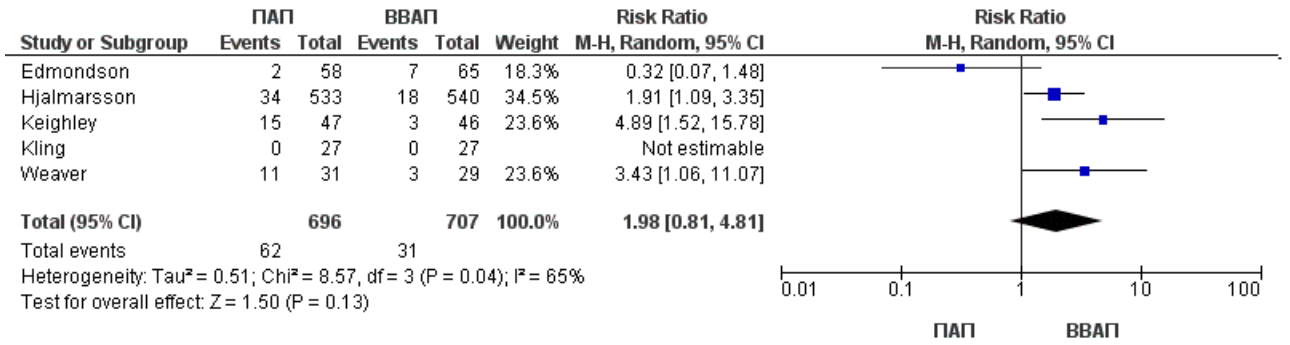 ПАП ВВАП Risk Ratio Risk Ratio
Study or Subgroup Events Total Events Total Weight M-H, Random, 95% CI M-H, Random, 95% CI
Edmondson 2 58 7 65 18.3% 0.32 [0.07, 1.48]
Hjalmarsson 34 533 18 540 34.5% 1.91 [1.09, 3.35]
Keighley 15 47 3 46 23.6% 4.89 [1.52, 15.78]
Kling 0 27 0 27 Not estimable
Weaver 11 31 3 29 23.6% 3.43 [1.06, 11.07]
Total (95% CI) 696 707 100.0% 1.98 [0.81, 4.81]
Total events 62 31
Heterogeneity: Tau² = 0.51; Chi² = 8.57, df = 3 (P = 0.04); I² = 65%
Test for overall effect: Z = 1.50 (P = 0.13)
0.01 0.1 1 10 100
ПАП ВВАП